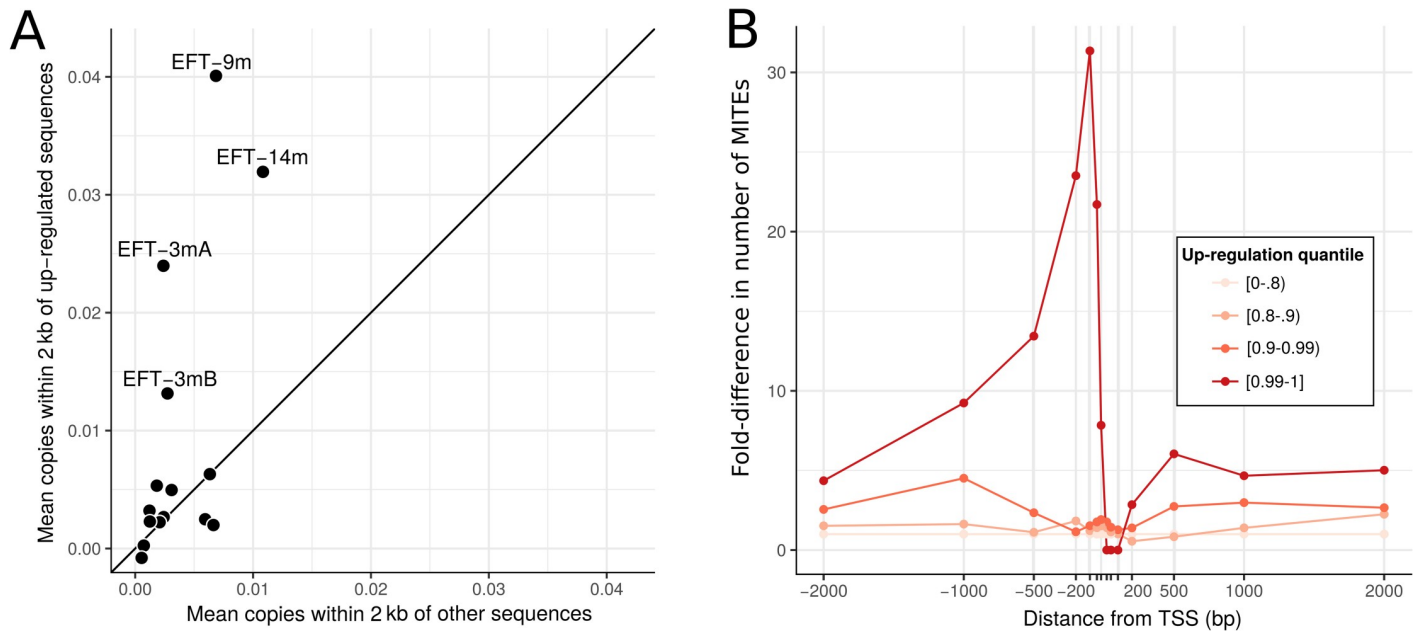 A
EFT−9m
EFT−14m
EFT−3mA
EFT−3mB
0.04
0.03
0.02
0.01
0.00
0.00
0.01
0.02
0.03
0.04
Mean copies within 2 kb of up−regulated sequences
Mean copies within 2 kb of other sequences
B
30
20
10
0
Fold-difference in number of MITEs
Up-regulation quantile
[0-.8)
[0.8-.9)
[0.9-0.99)
[0.99-1]
−2000
−1000
−500
−200
200
500
1000
2000
Distance from TSS (bp)